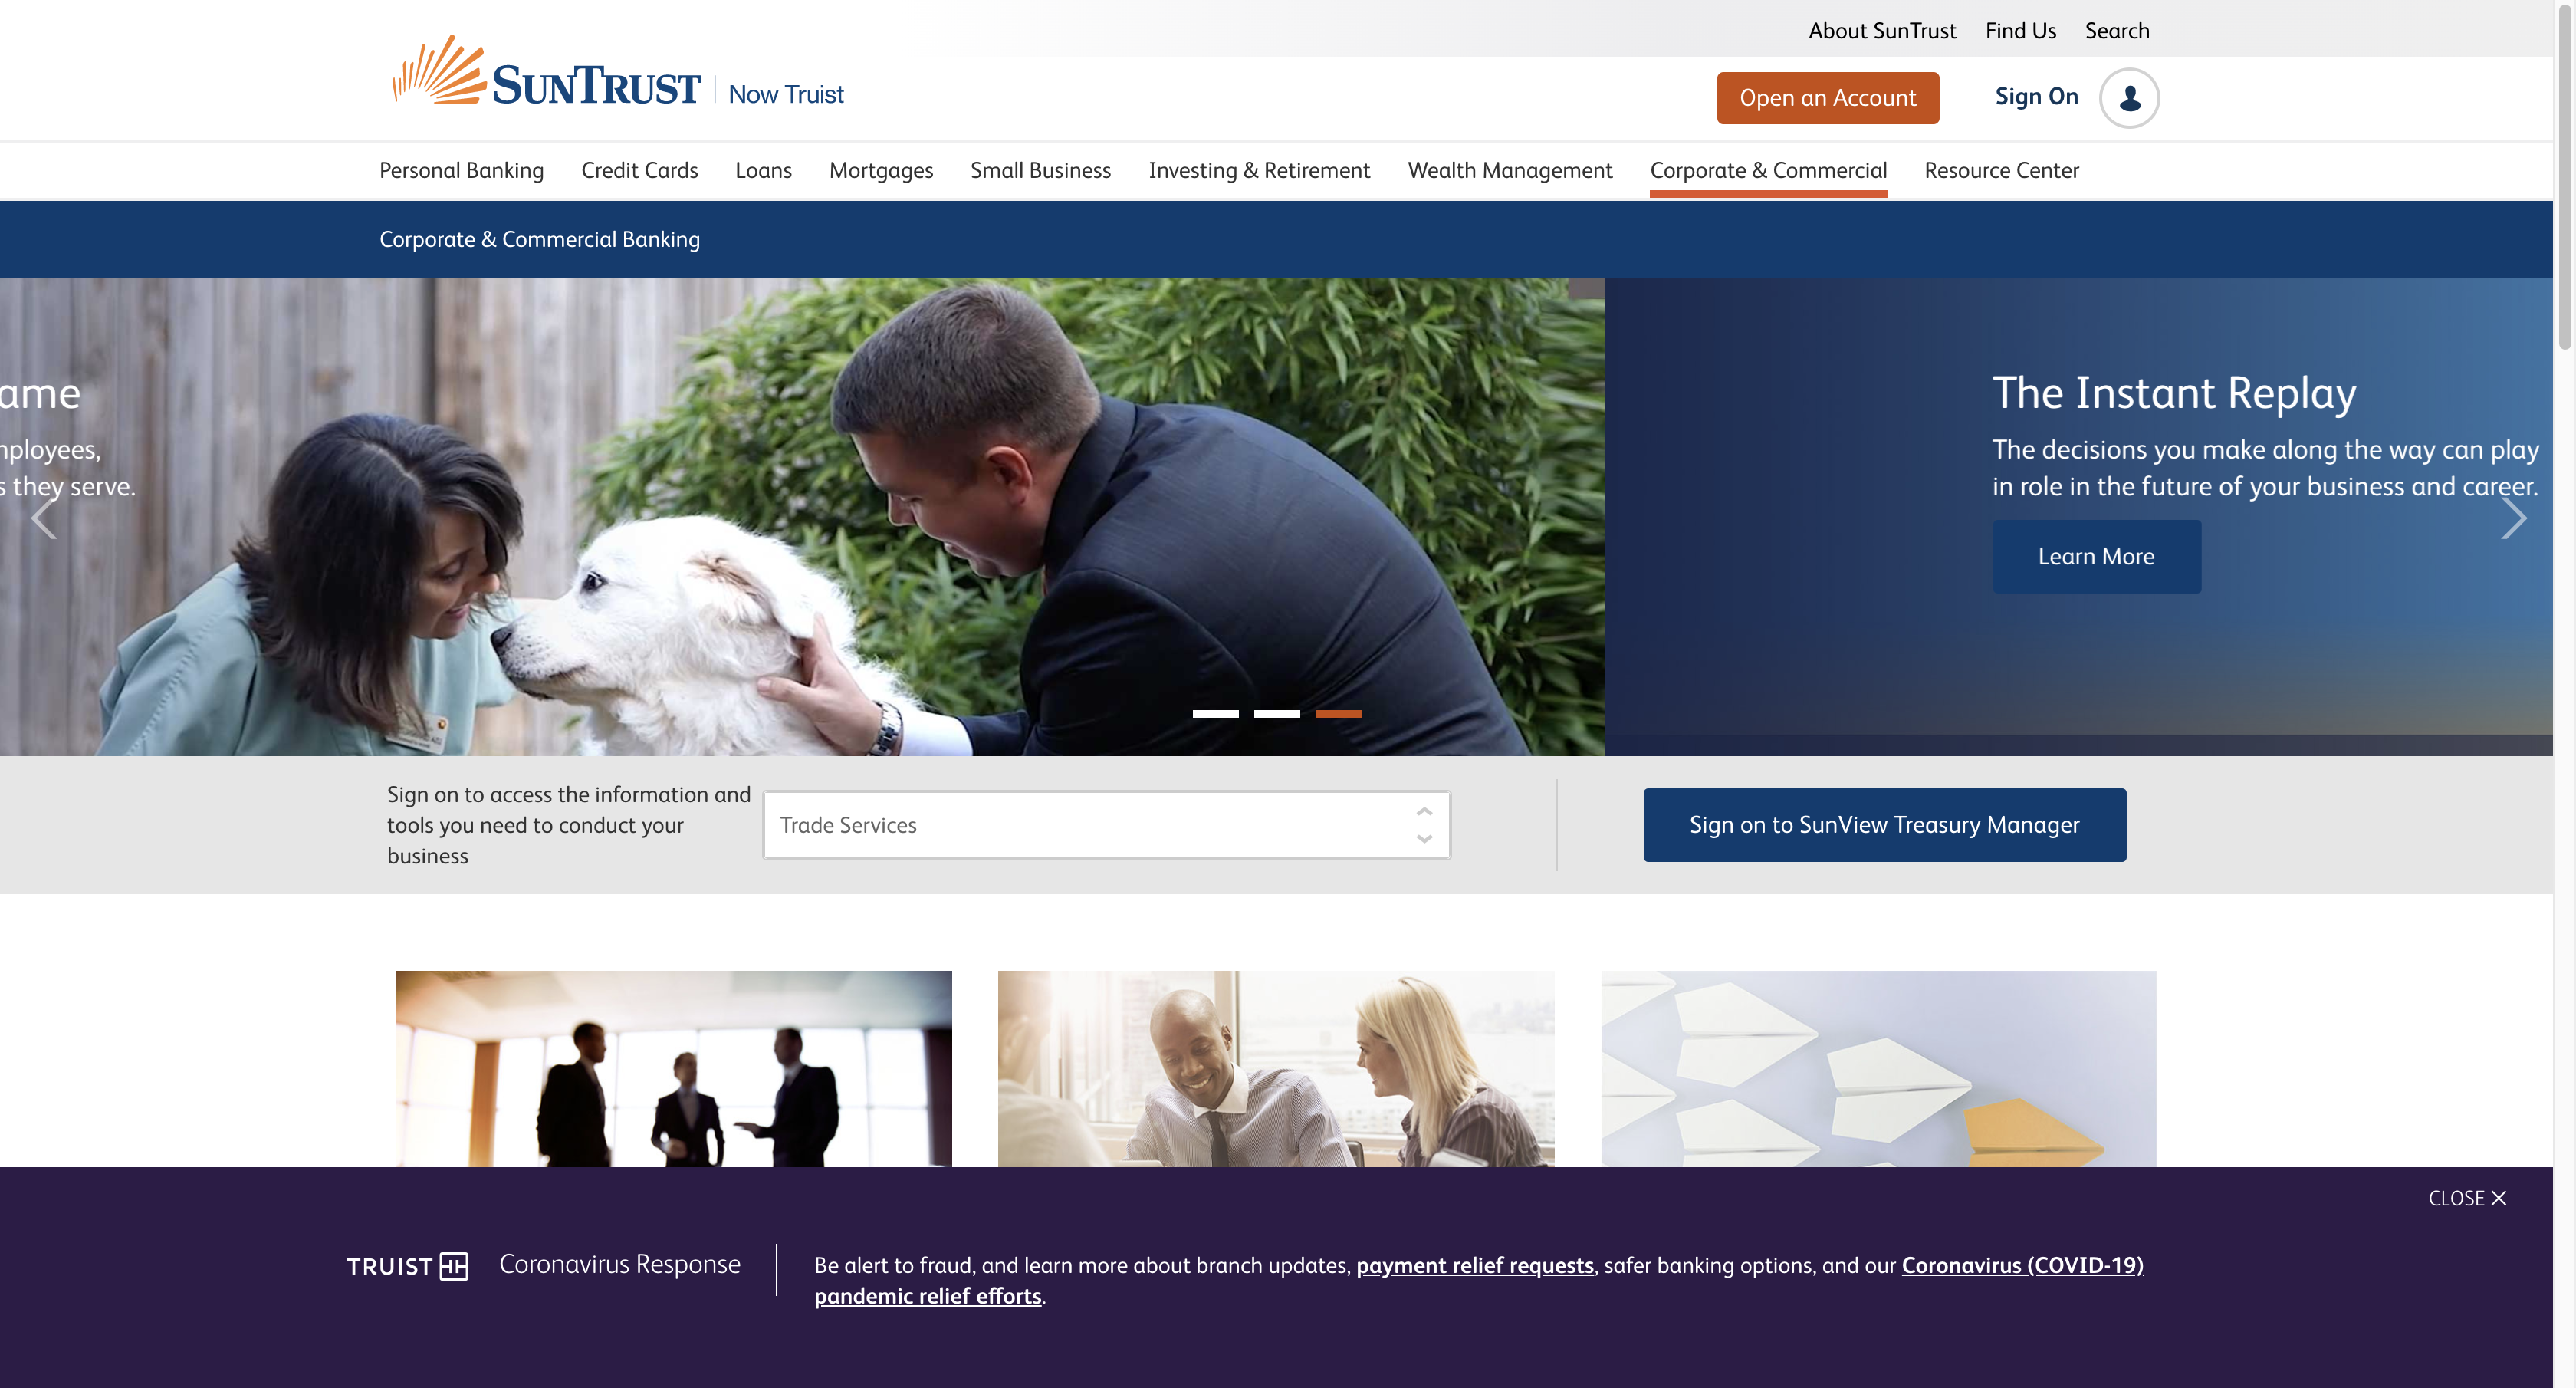 About SunTrust Find Us Search
SUNTRUST Now Truist
Open an Account Sign On
Personal Banking Credit Cards Loans Mortgages Small Business Investing & Retirement Wealth Management Corporate & Commercial Resource Center
Corporate & Commercial Banking
ame
mployees,
s they serve.
The Instant Replay
The decisions you make along the way can play
in role in the future of your business and career.
Learn More
Sign on to access the information and
tools you need to conduct your
business
Trade Services
Sign on to SunView Treasury Manager
CLOSE
TRUIST Coronavirus Response
Be alert to fraud, and learn more about branch updates, payment relief requests, safer banking options, and our Coronavirus (COVID-19)
pandemic relief efforts.